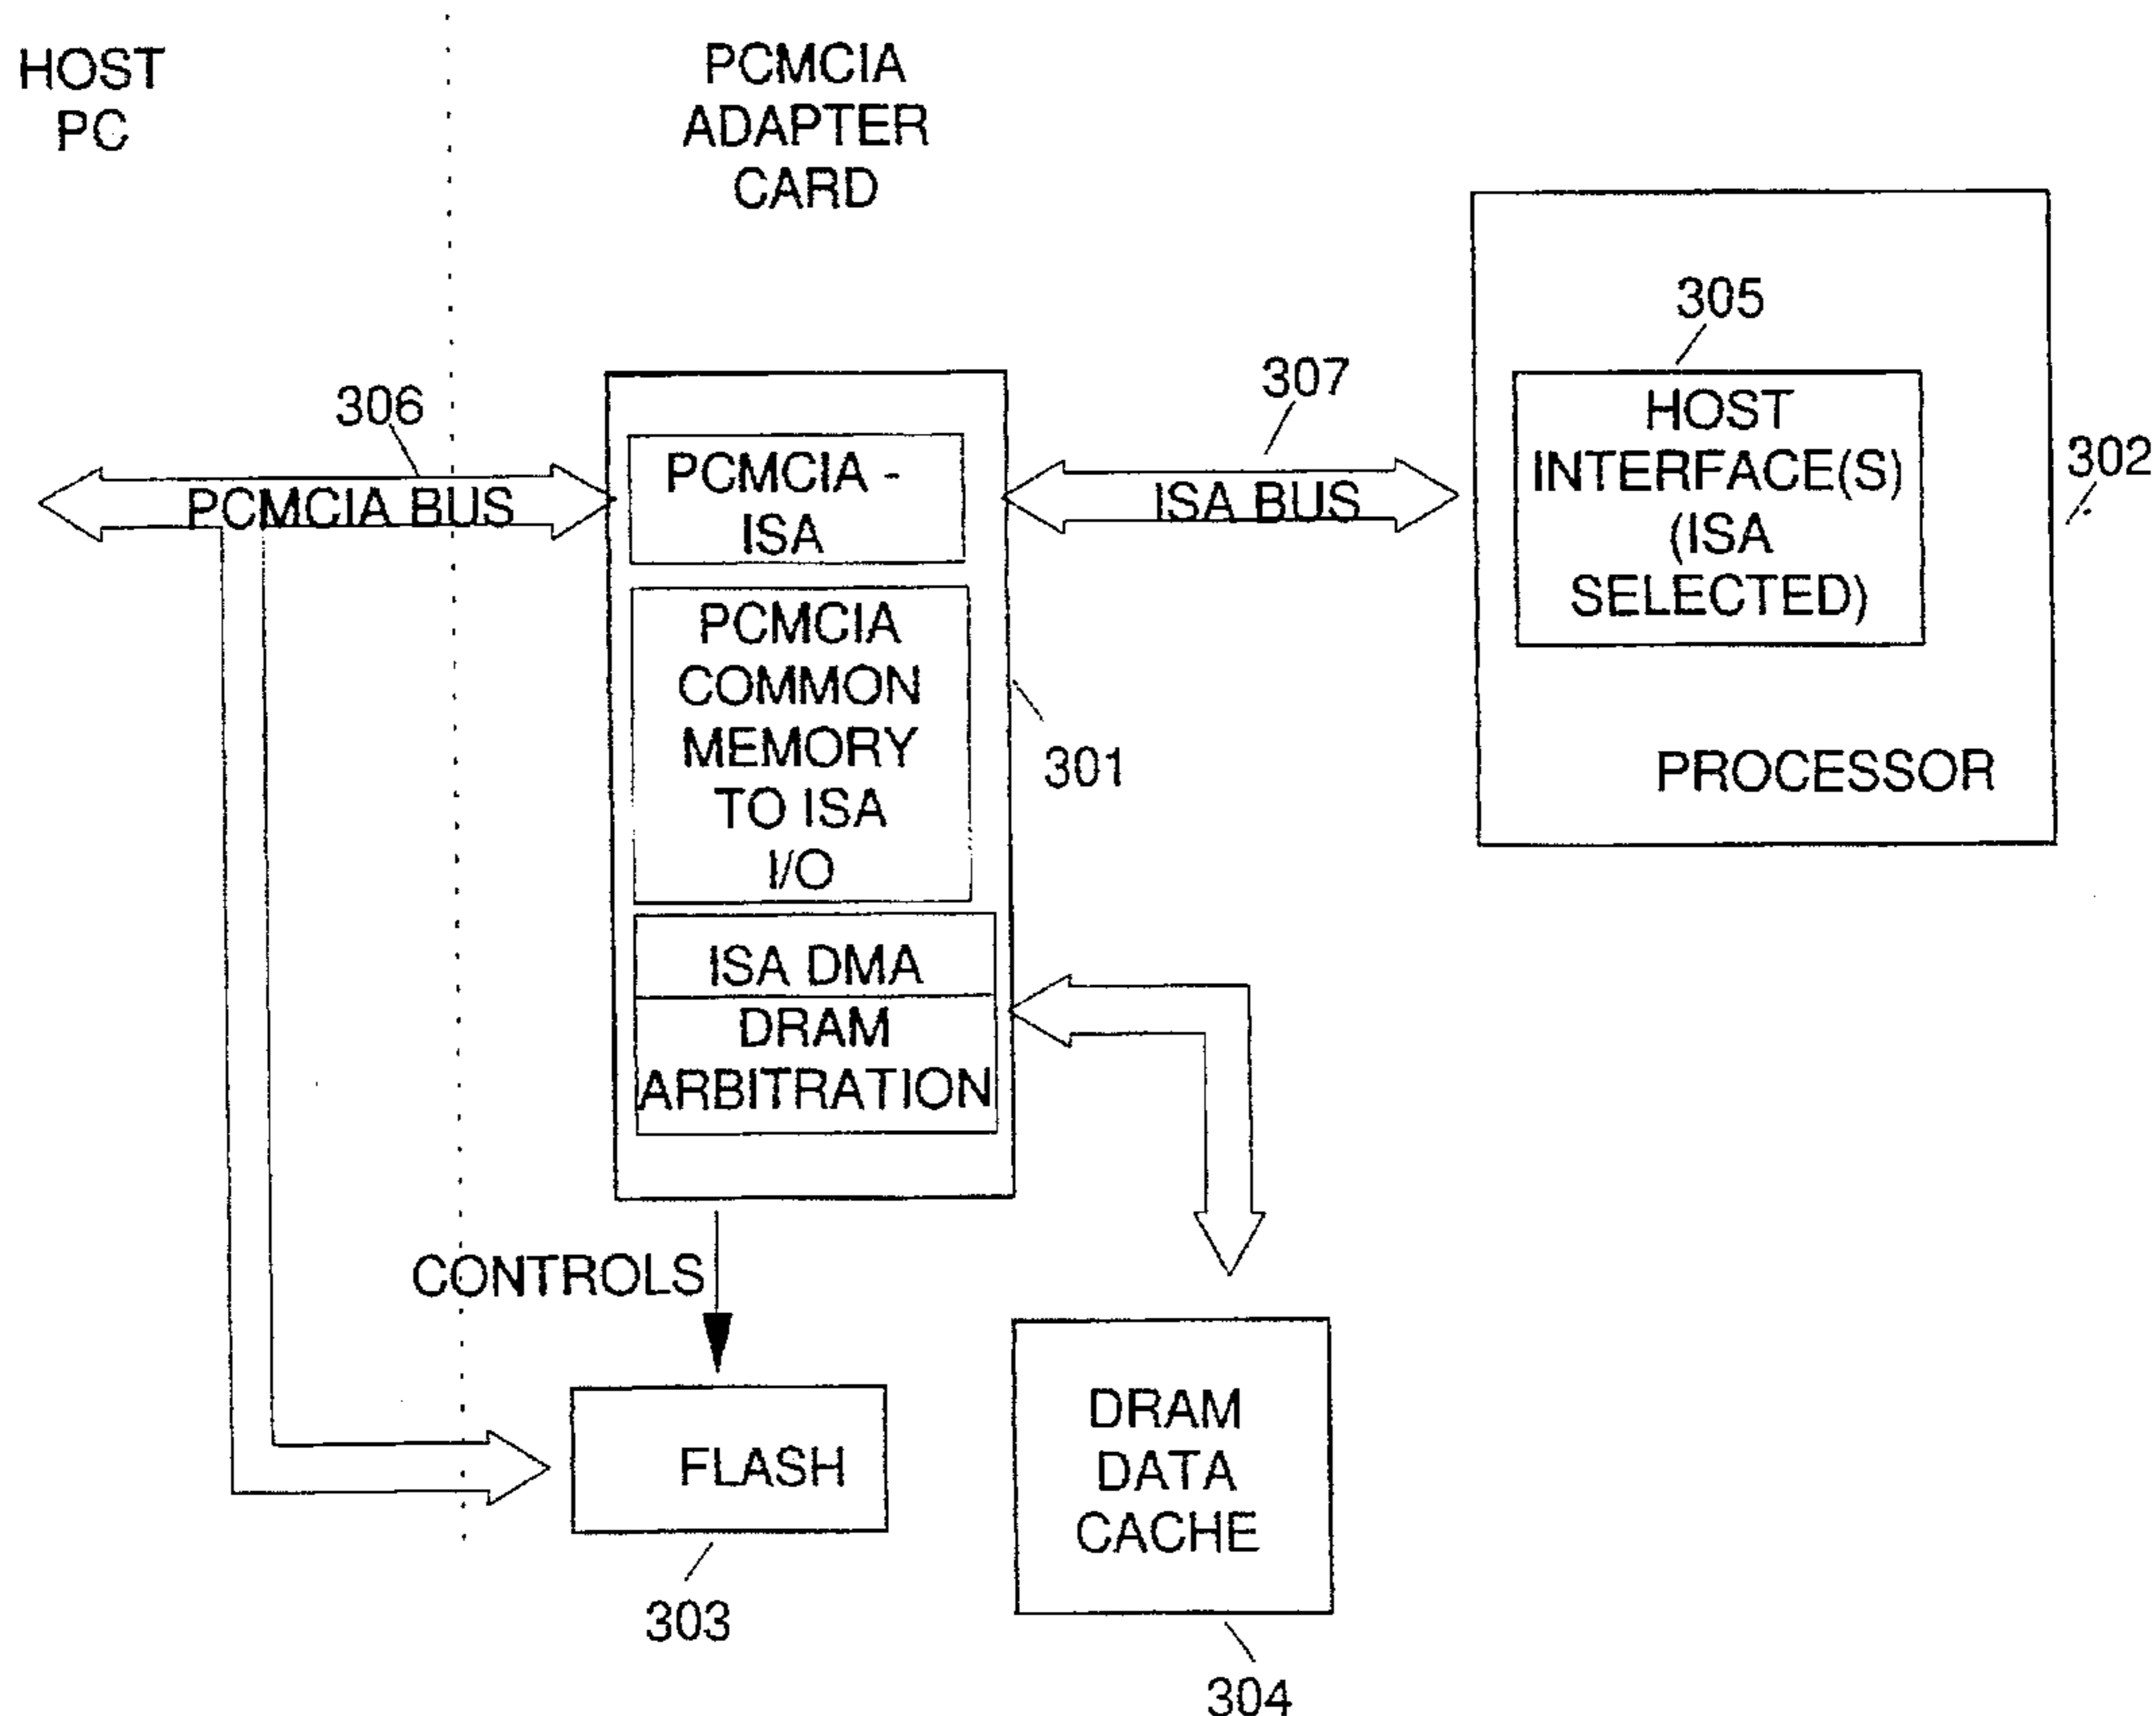 HOST
PC
PCMCIA
ADAPTER
CARD
306
PCMCIA BUS
PCMCIA -
ISA
PCMCIA
COMMON
MEMORY
TO ISA
I/O
ISA DMA
DRAM
ARBITRATION
301
307
ISA BUS
305
HOST
INTERFACE(S)
(ISA
SELECTED)
302
PROCESSOR
CONTROLS
FLASH
303
DRAM
DATA
CACHE
304